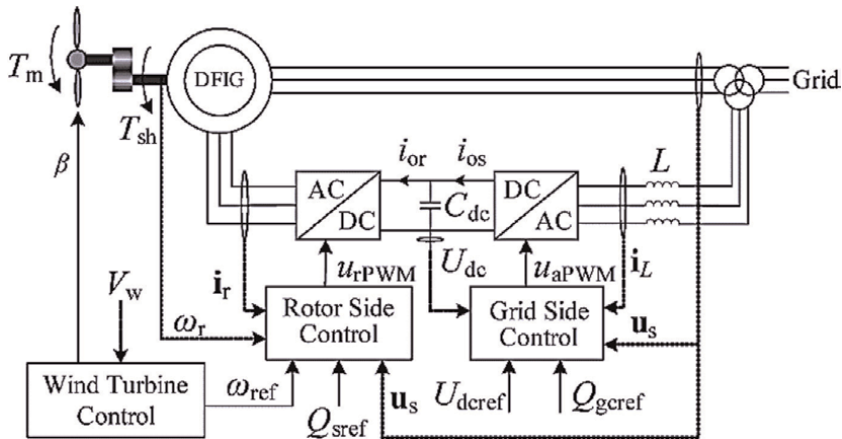 T_m
DFIG
Grid
T_sh
β
i_or
i_os
L
AC
DC
C_dc
DC
AC
U_dc
i_r
u_rPWM
u_aPWM
i_L
V_w
ω_r
Rotor Side
Control
Grid Side
Control
u_s
Wind Turbine
Control
ω_ref
Q_sref
u_s
U_dcref
Q_gcref